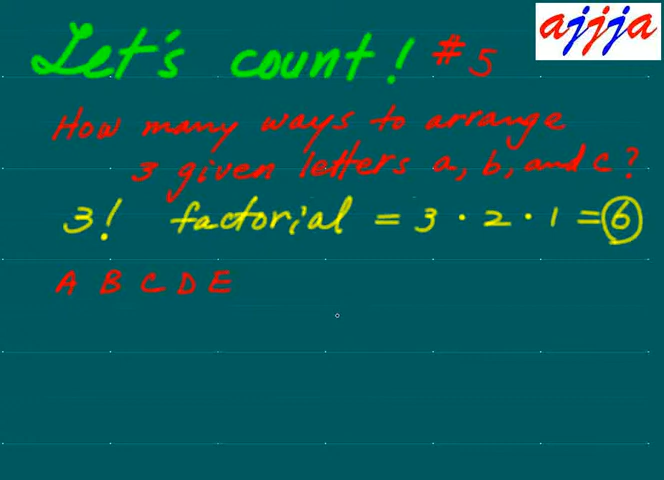 ajjja
Let's count! #5
How many ways to arrange
3 given letters a, b, and c?
3! factorial = 3 · 2 · 1 = 6
A B C D E